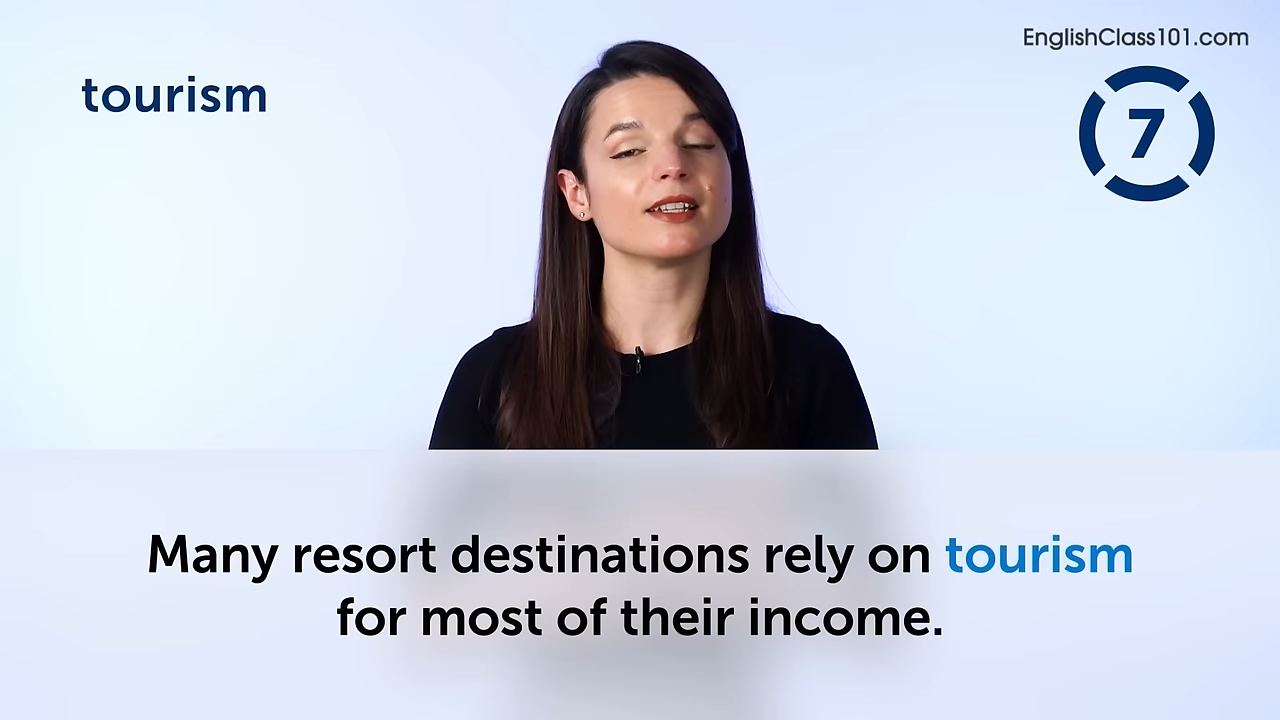 EnglishClass101.com
tourism
7
Many resort destinations rely on tourism
for most of their income.